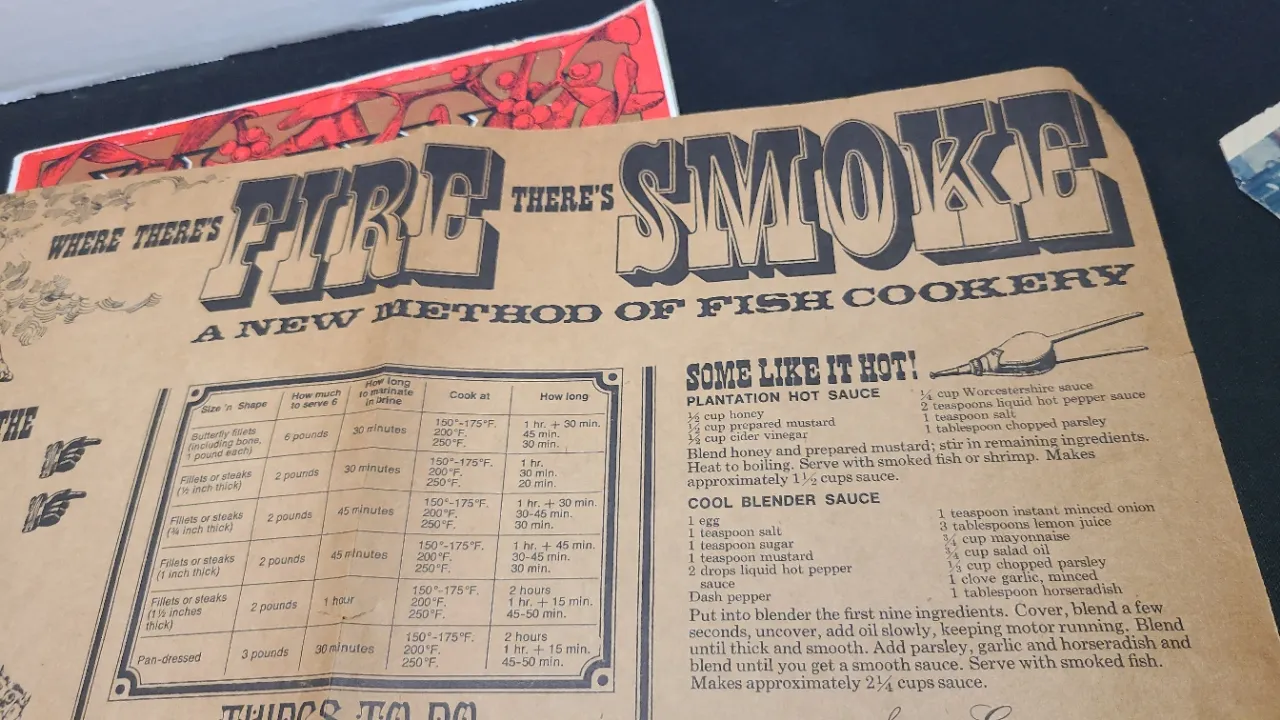 WHERE THERE'S FIRE THERE'S SMOKE
A NEW METHOD OF FISH COOKERY
THE
Size 'n Shape How much to serve 6 How long to marinate in brine Cook at How long
Butterfly fillets (including bone, 1 pound each) 6 pounds 30 minutes 150°-175°F. 1 hr. + 30 min.
200°F. 45 min.
250°F. 30 min.
Fillets or steaks (½ inch thick) 2 pounds 30 minutes 150°-175°F. 1 hr.
200°F. 30 min.
250°F. 20 min.
Fillets or steaks (¾ inch thick) 2 pounds 45 minutes 150°-175°F. 1 hr. + 30 min.
200°F. 30-45 min.
250°F. 30 min.
Fillets or steaks (1 inch thick) 2 pounds 45 minutes 150°-175°F. 1 hr. + 45 min.
200°F. 30-45 min.
250°F. 30 min.
Fillets or steaks (1½ inches thick) 2 pounds 1 hour 150°-175°F. 2 hours
200°F. 1 hr. + 15 min.
250°F. 45-50 min.
Pan-dressed 3 pounds 30 minutes 150°-175°F. 2 hours
200°F. 1 hr. + 15 min.
250°F. 45-50 min.
THINGS TO DO
SOME LIKE IT HOT!
PLANTATION HOT SAUCE
½ cup honey
cup prepared mustard
cup cider vinegar
¼ cup Worcestershire sauce
2 teaspoons liquid hot pepper sauce
1 teaspoon salt
1 tablespoon chopped parsley
Blend honey and prepared mustard; stir in remaining ingredients.
Heat to boiling. Serve with smoked fish or shrimp. Makes
approximately 1½ cups sauce.
COOL BLENDER SAUCE
1 egg
1 teaspoon salt
1 teaspoon sugar
1 teaspoon mustard
2 drops liquid hot pepper
sauce
Dash pepper
1 teaspoon instant minced onion
3 tablespoons lemon juice
¾ cup mayonnaise
¾ cup salad oil
⅓ cup chopped parsley
1 clove garlic, minced
1 tablespoon horseradish
Put into blender the first nine ingredients. Cover, blend a few
seconds, uncover, add oil slowly, keeping motor running. Blend
until thick and smooth. Add parsley, garlic and horseradish and
blend until you get a smooth sauce. Serve with smoked fish.
Makes approximately 2¼ cups sauce.